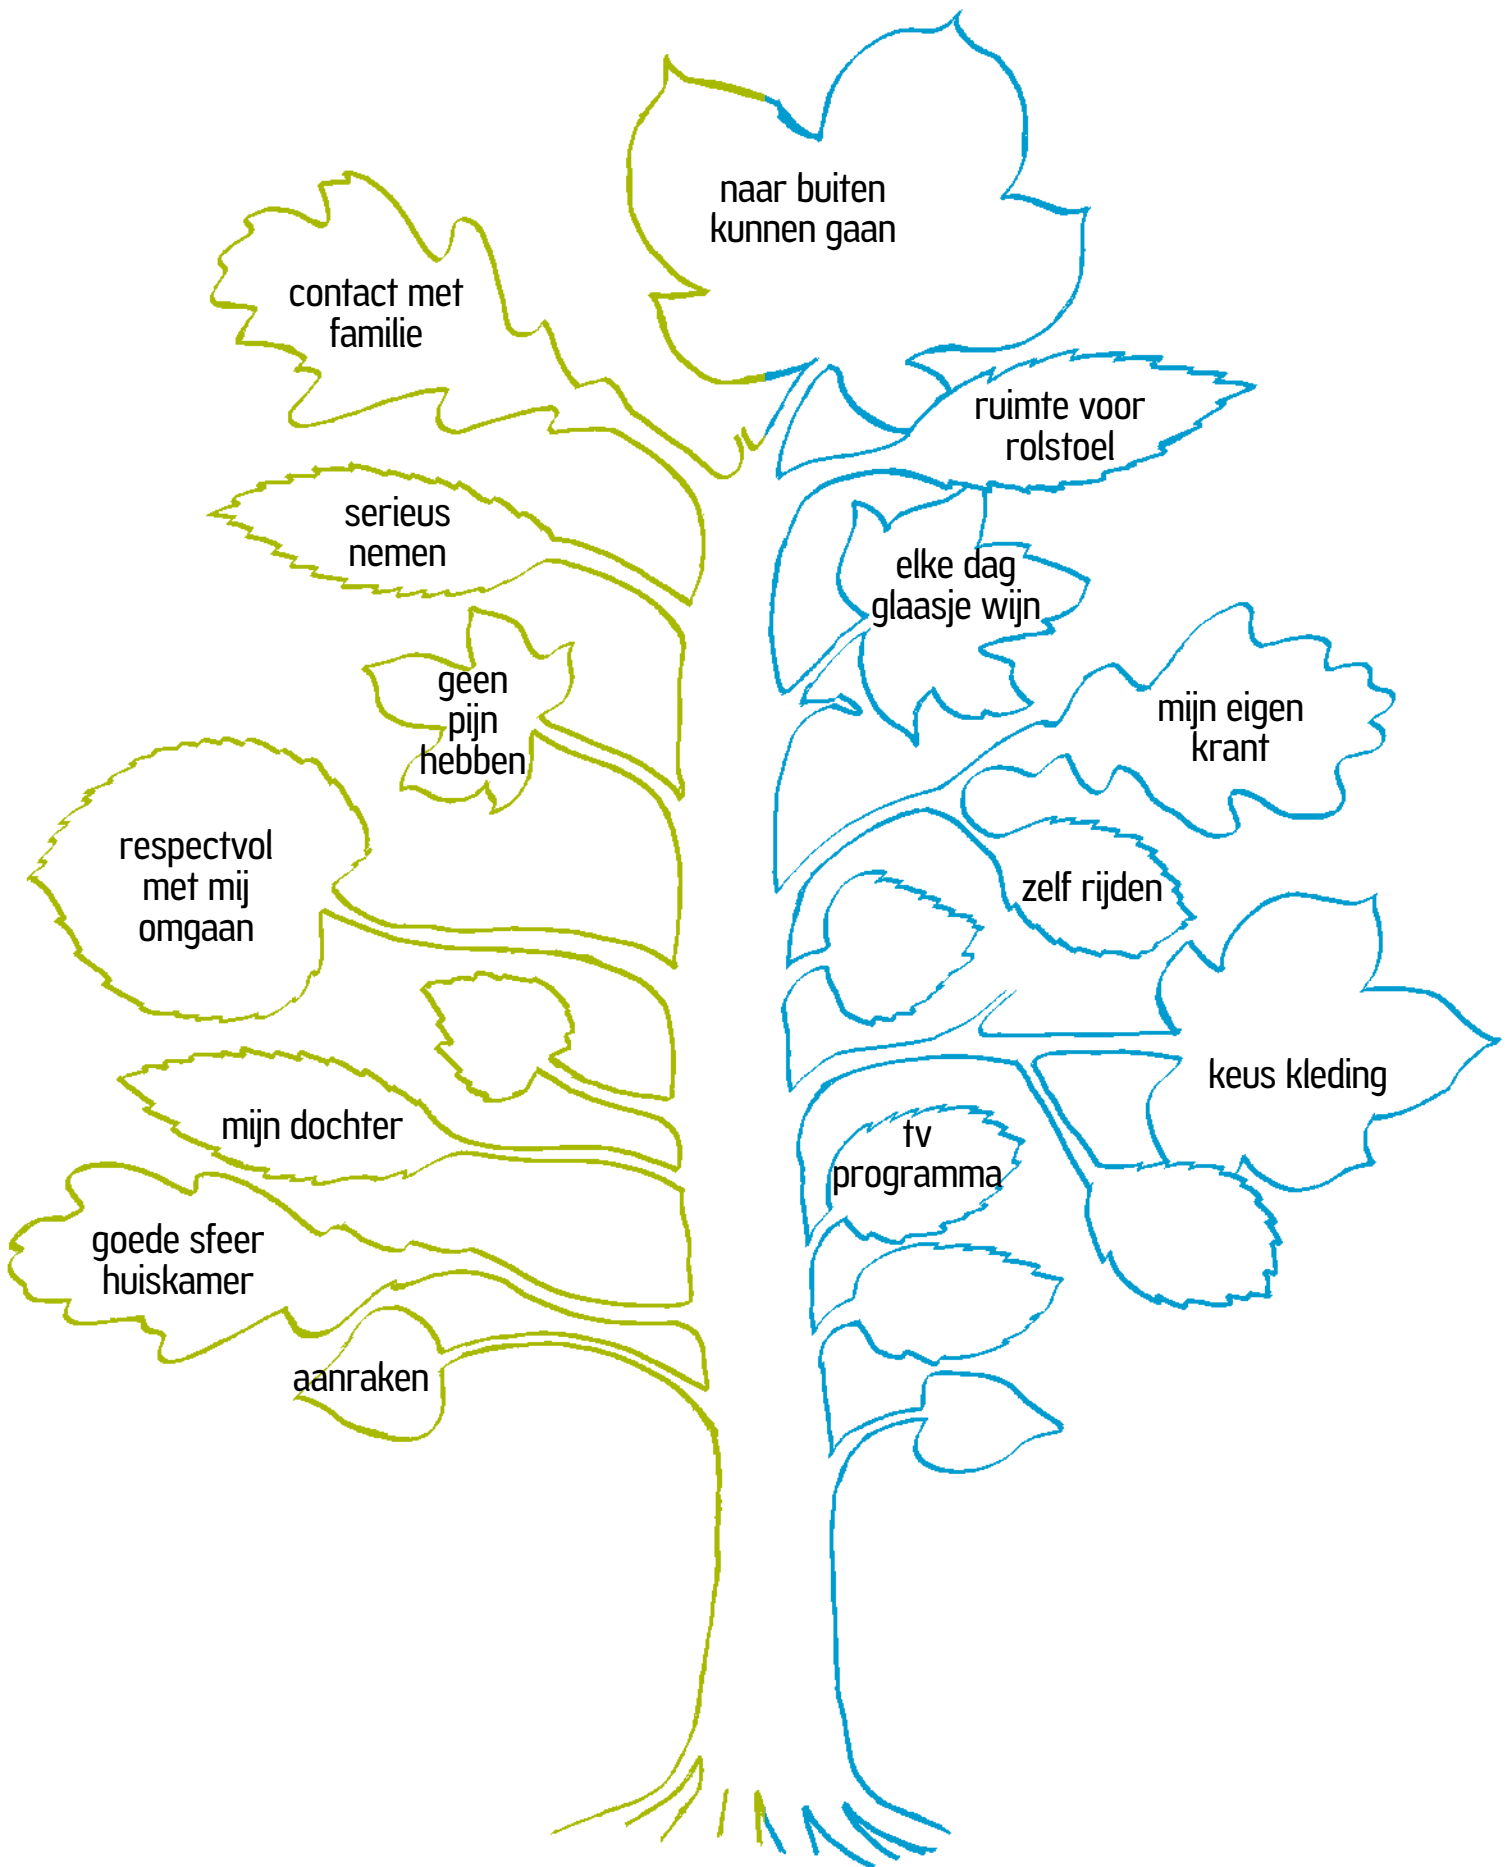 naar buiten
kunnen gaan
contact met
familie
ruimte voor
rolstoel
serieus
nemen
elke dag
glaasje wijn
geen
pijn
hebben
mijn eigen
krant
respectvol
met mij
omgaan
zelf rijden
keus kleding
mijn dochter
tv
programma
goede sfeer
huiskamer
aanraken